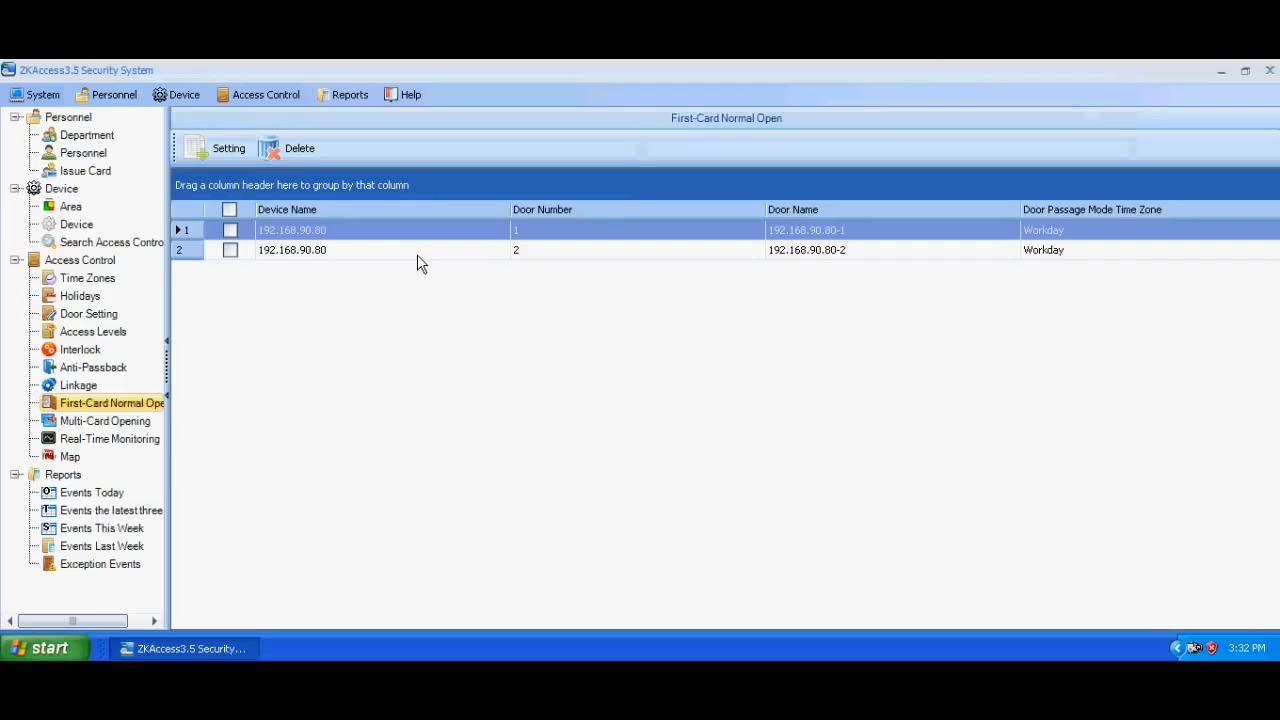 ZKAccess3.5 Security System
System Personnel Device Access Control Reports Help
Personnel
Department
Personnel
Issue Card
Device
Area
Device
Search Access Contro
Access Control
Time Zones
Holidays
Door Setting
Access Levels
Interlock
Anti-Passback
Linkage
First-Card Normal Ope
Multi-Card Opening
Real-Time Monitoring
Map
Reports
Events Today
Events the latest three
Events This Week
Events Last Week
Exception Events
First-Card Normal Open
Setting Delete
Drag a column header here to group by that column
Device Name Door Number Door Name Door Passage Mode Time Zone
1 192.168.90.80 1 192.168.90.80-1 Workday
2 192.168.90.80 2 192.168.90.80-2 Workday
start ZKAccess3.5 Security... 3:32 PM